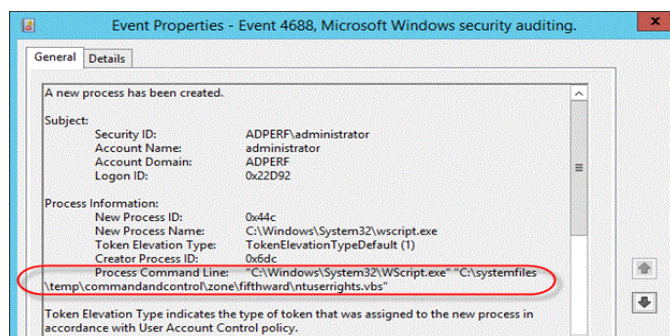 Event Properties - Event 4688, Microsoft Windows security auditing.
x
General Details
A new process has been created.
Subject:
Security ID: ADPERF\administrator
Account Name: administrator
Account Domain: ADPERF
Logon ID: 0x22D92
Process Information:
New Process ID: 0x44c
New Process Name: C:\Windows\System32\wscript.exe
Token Elevation Type: TokenElevationTypeDefault (1)
Creator Process ID: 0x6dc
Process Command Line: "C:\Windows\System32\WScript.exe" "C:\systemfiles
\temp\commandandcontrol\zone\fifthward\ntuserrights.vbs"
Token Elevation Type indicates the type of token that was assigned to the new process in
accordance with User Account Control policy.